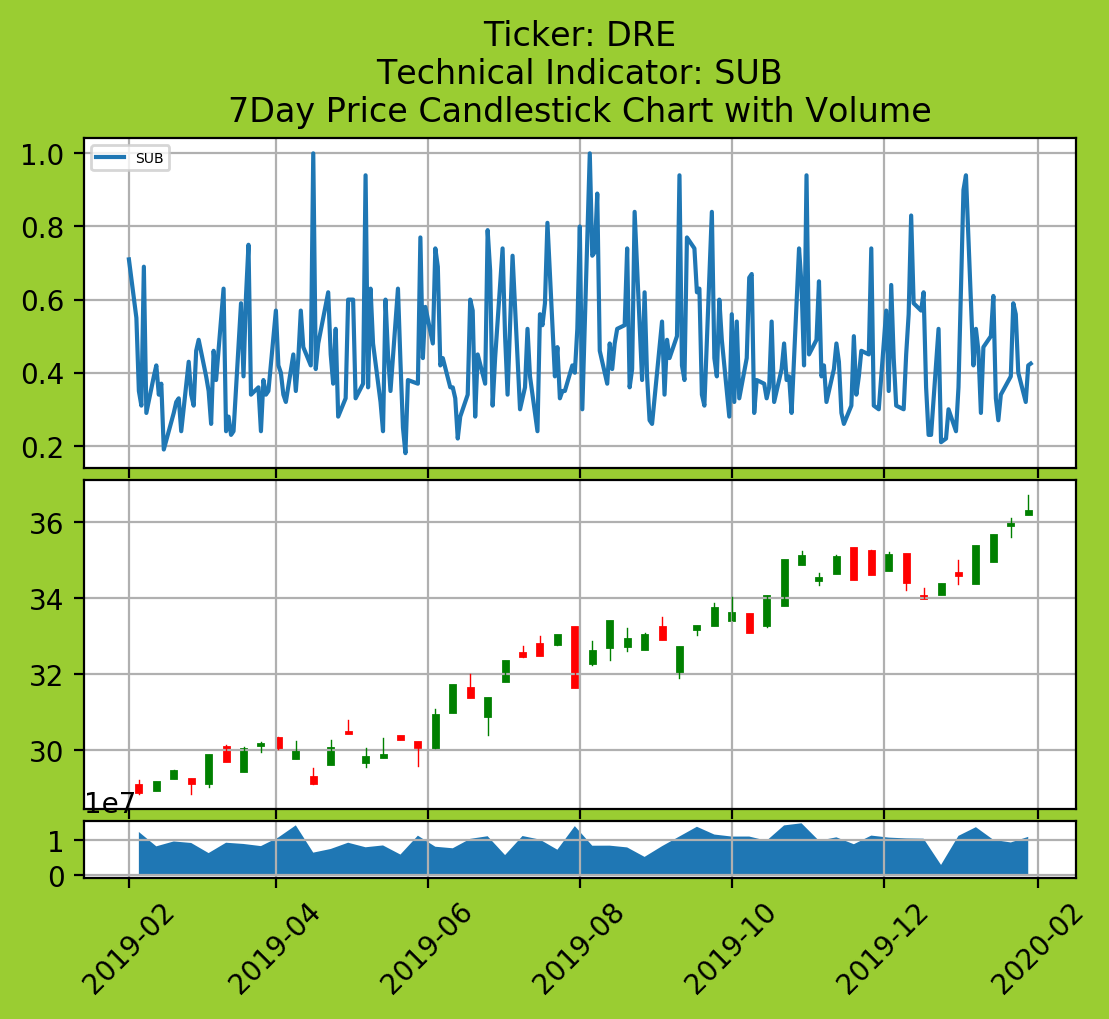 Ticker: DRE
Technical Indicator: SUB
7Day Price Candlestick Chart with Volume
SUB
1.0
0.8
0.6
0.4
0.2
36
34
32
30
1e7
1
0
2019-02 2019-04 2019-06 2019-08 2019-10 2019-12 2020-02